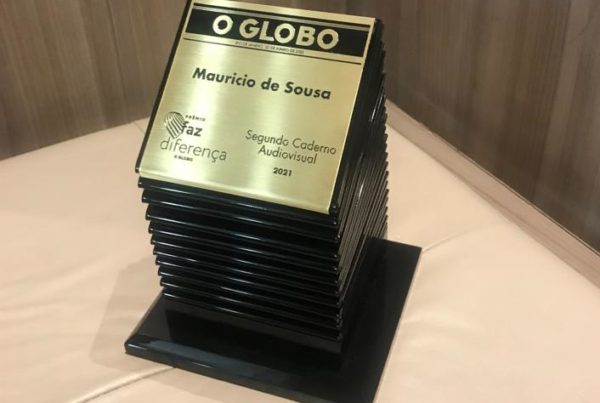 O GLOBO
Mauricio de Sousa
PRÊMIO
faz
diferença
O GLOBO
Segundo Caderno
Audiovisual
2021